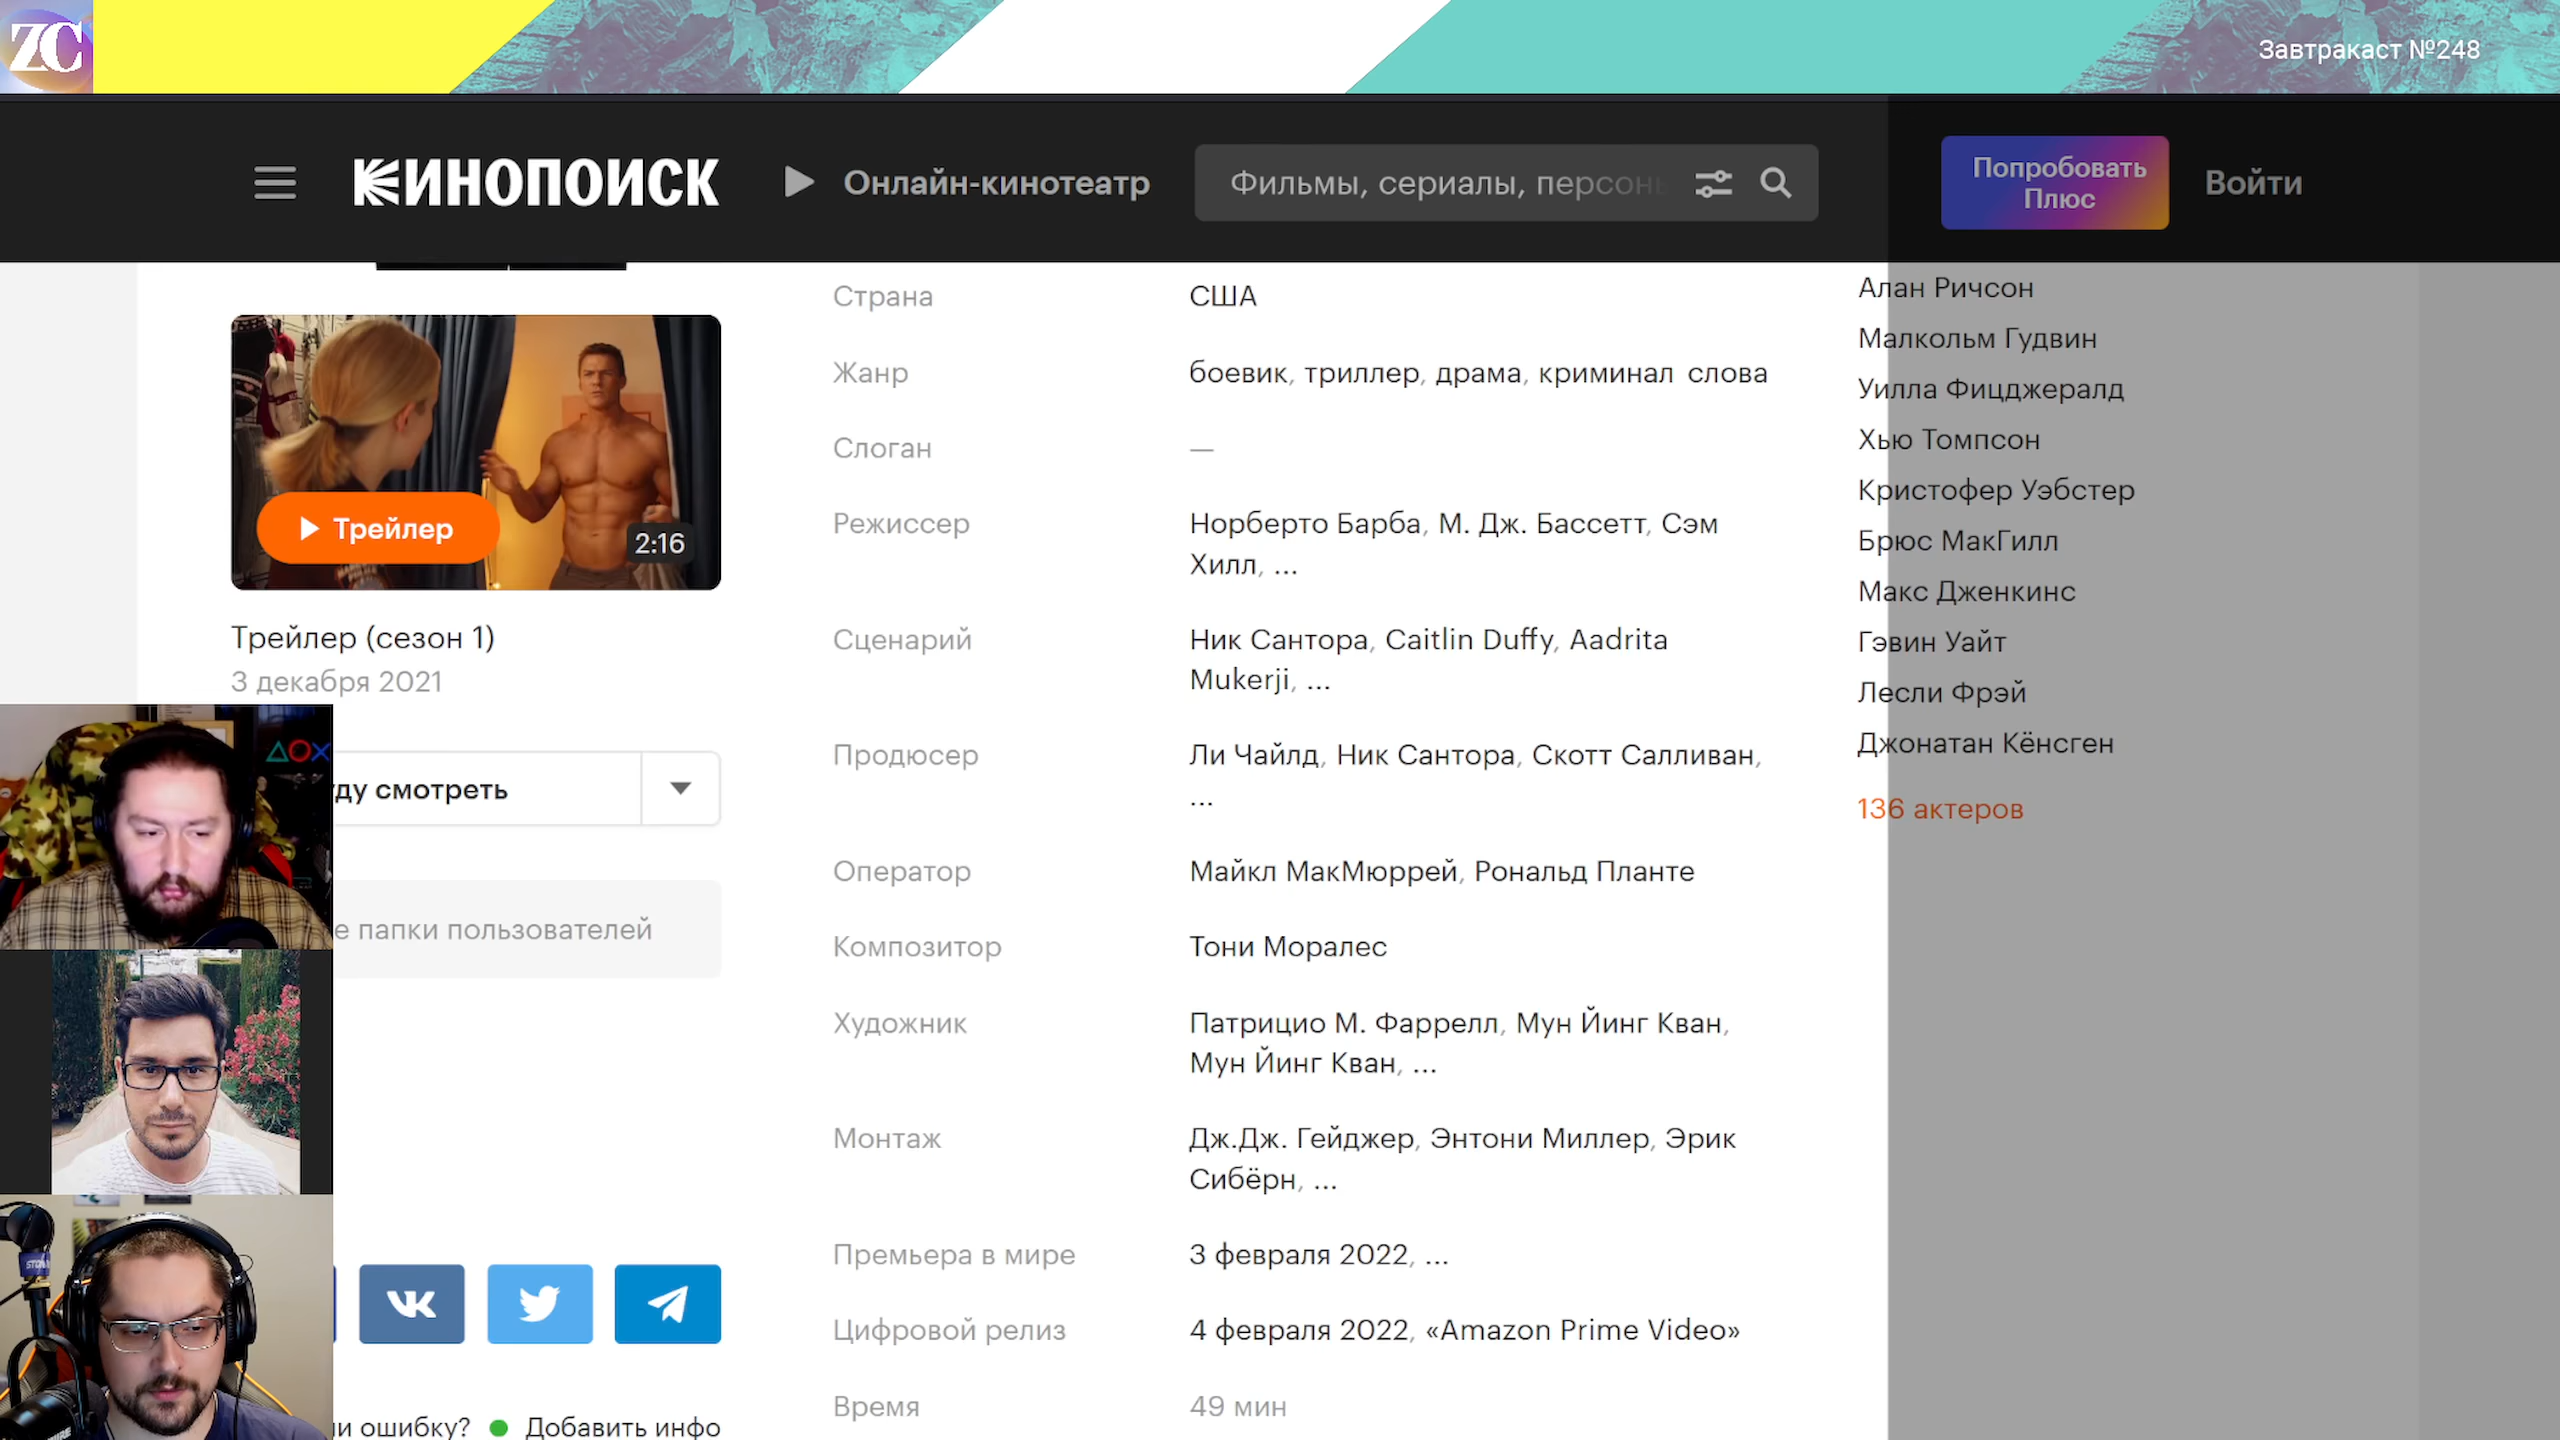 ZC
Завтракаст №248
КИНОПОИСК
Онлайн-кинотеатр
Фильмы, сериалы, персоны
Попробовать
Плюс
Войти
Трейлер
2:16
Трейлер (сезон 1)
3 декабря 2021
ду смотреть
е папки пользователей
и ошибку?
Добавить инфо
Страна
США
Жанр
боевик, триллер, драма, криминал слова
Слоган
—
Режиссер
Норберто Барба, М. Дж. Бассетт, Сэм
Хилл, ...
Сценарий
Ник Сантора, Caitlin Duffy, Aadrita
Mukerji, ...
Продюсер
Ли Чайлд, Ник Сантора, Скотт Салливан,
...
Оператор
Майкл МакМюррей, Рональд Планте
Композитор
Тони Моралес
Художник
Патрицио М. Фаррелл, Мун Йинг Кван,
Мун Йинг Кван, ...
Монтаж
Дж.Дж. Гейджер, Энтони Миллер, Эрик
Сибёрн, ...
Премьера в мире
3 февраля 2022, ...
Цифровой релиз
4 февраля 2022, «Amazon Prime Video»
Время
49 мин
Алан Ричсон
Малкольм Гудвин
Уилла Фицджералд
Хью Томпсон
Кристофер Уэбстер
Брюс МакГилл
Макс Дженкинс
Гэвин Уайт
Лесли Фрэй
Джонатан Кёнсген
136 актеров